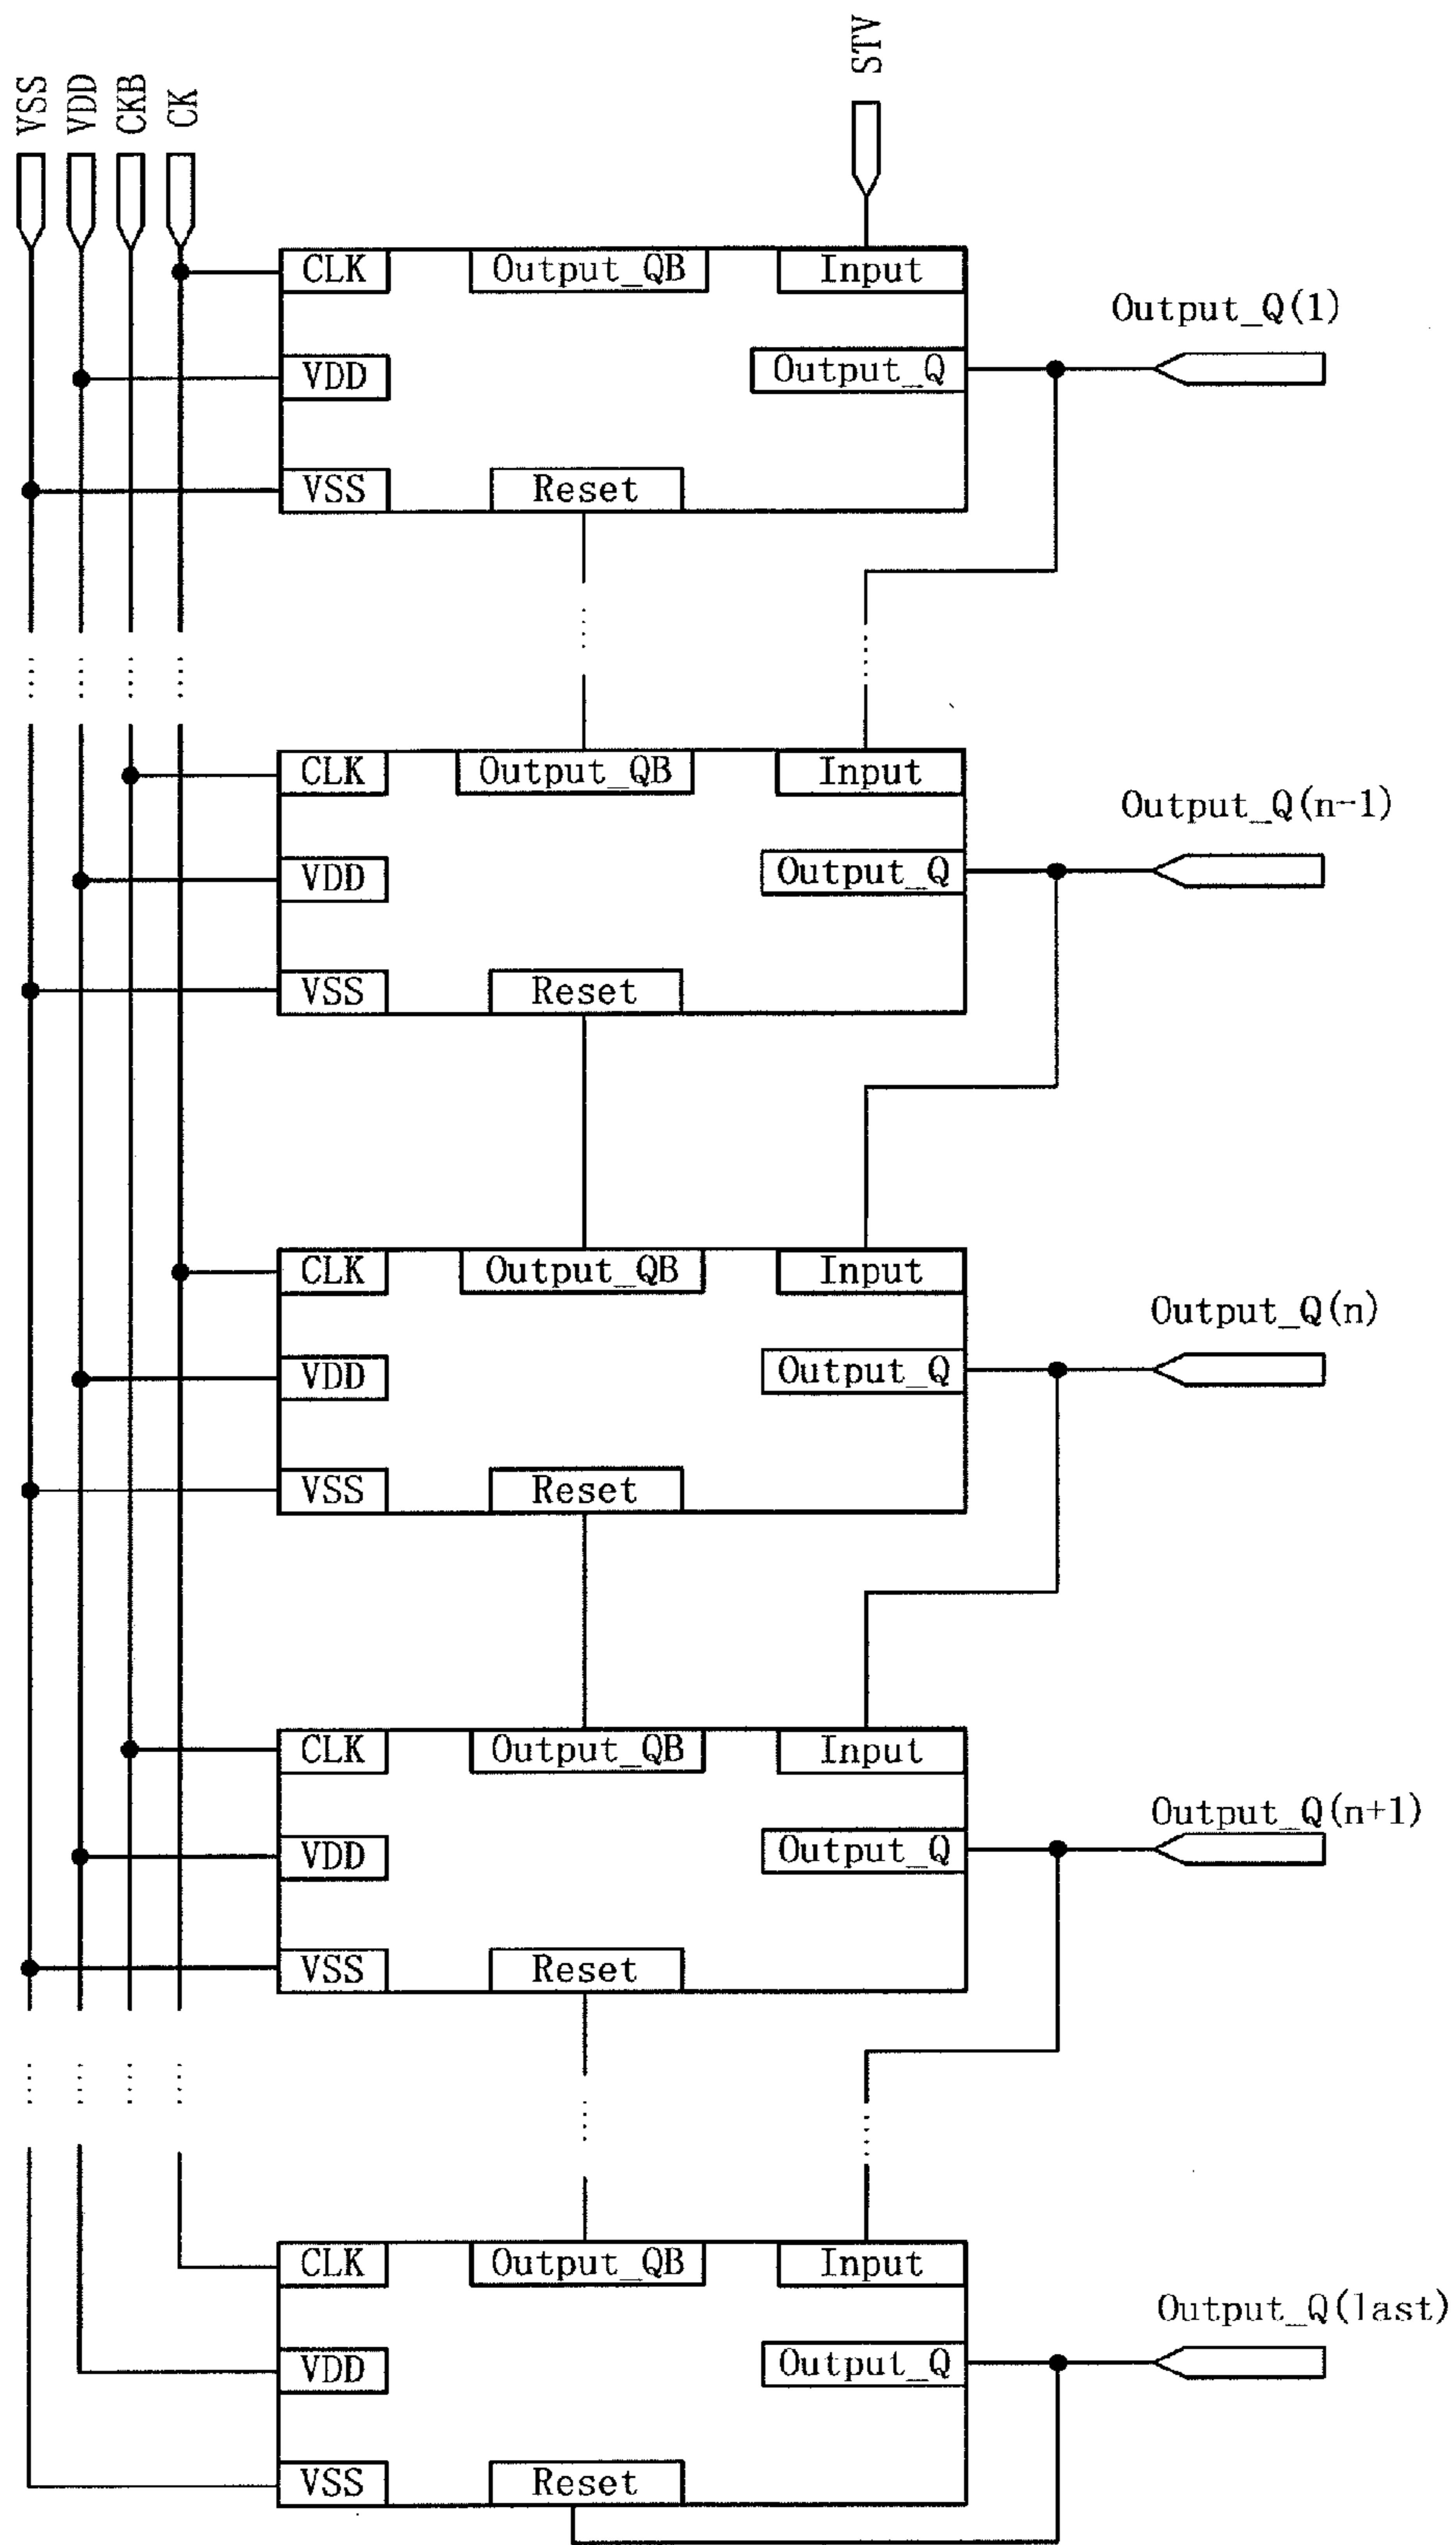 STV
VSS
VDD
CKB
CK
CLK
Output_QB
Input
Output_Q(1)
VDD
Output_Q
VSS
Reset
CLK
Output_QB
Input
Output_Q(n-1)
VDD
Output_Q
VSS
Reset
CLK
Output_QB
Input
Output_Q(n)
VDD
Output_Q
VSS
Reset
CLK
Output_QB
Input
Output_Q(n+1)
VDD
Output_Q
VSS
Reset
CLK
Output_QB
Input
Output_Q(last)
VDD
Output_Q
VSS
Reset